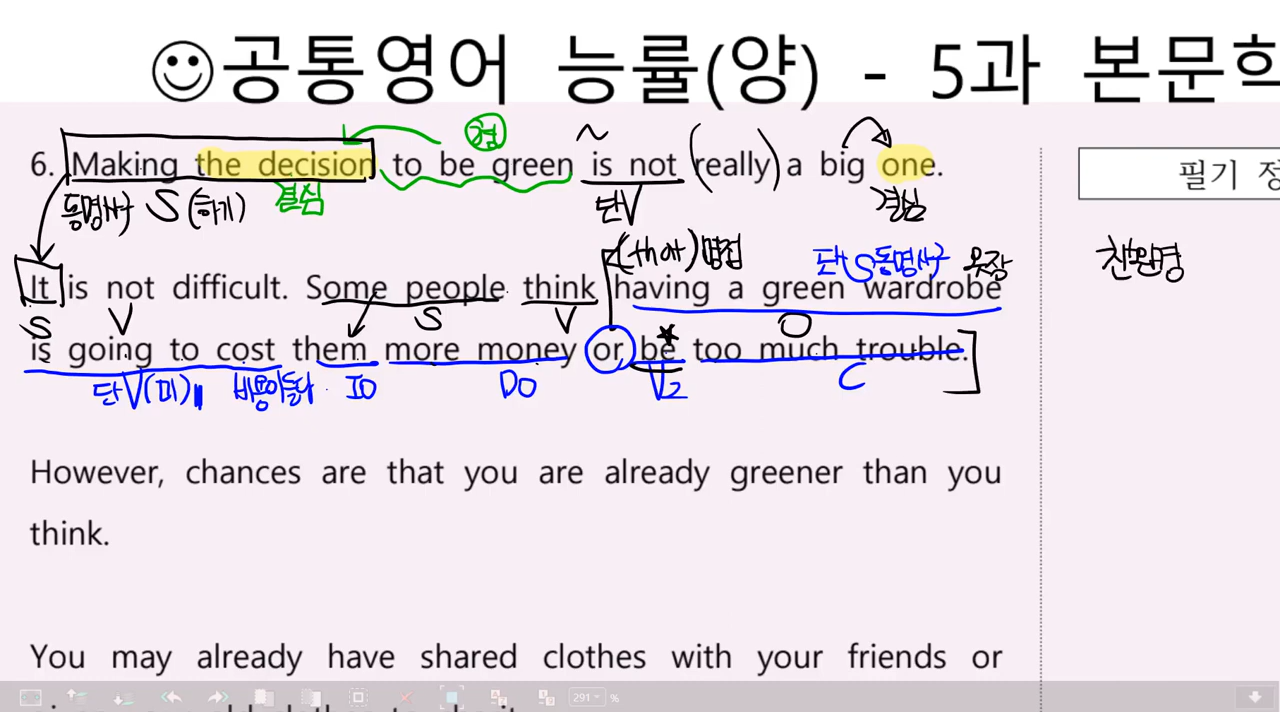 공통영어 능률(양) - 5과 본문학
결
~
6. Making the decision to be green is not (really) a big one.
동명사구 S (하기) 결심 단V 결심
필기 정
(that) 명접 단S동명사구 옷장
It is not difficult. Some people think having a green wardrobe
S V S V O
is going to cost them more money or be too much trouble.
단V(미) 비용이들다 IO DO V2 C
However, chances are that you are already greener than you
think.
You may already have shared clothes with your friends or
291 %